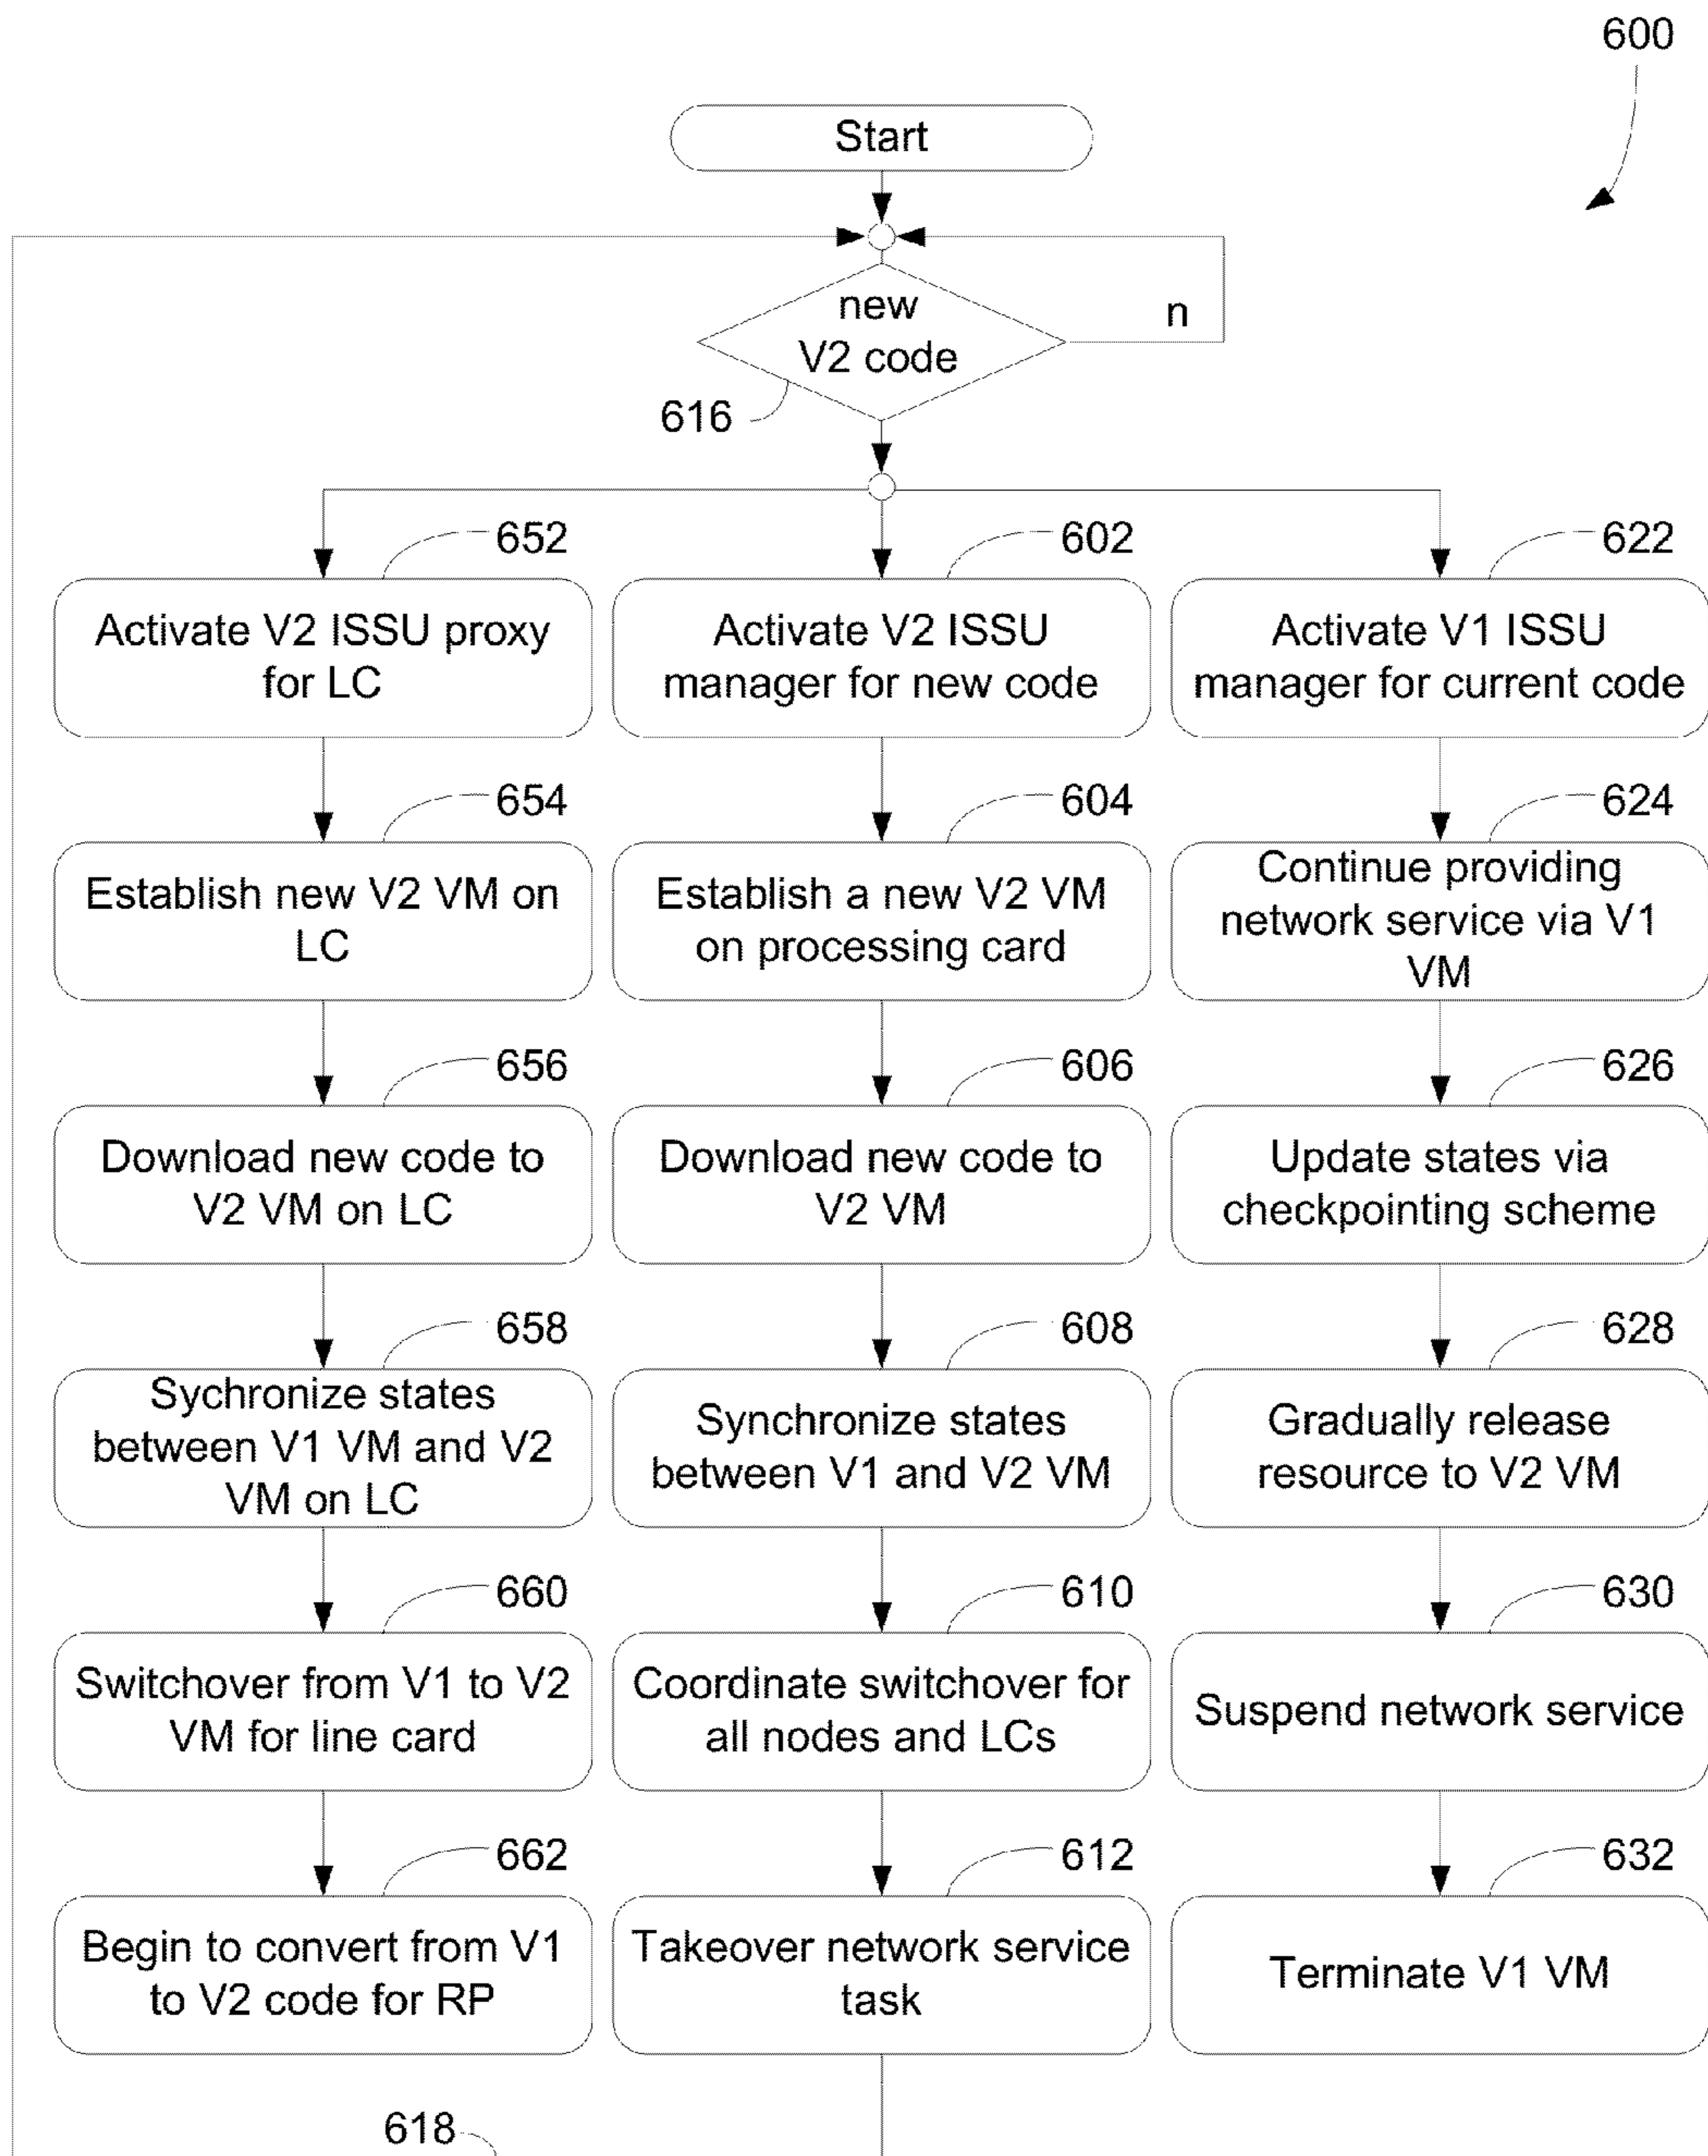 600
Start
new
V2 code
n
616
652
602
622
Activate V2 ISSU proxy
for LC
Activate V2 ISSU
manager for new code
Activate V1 ISSU
manager for current code
654
604
624
Establish new V2 VM on
LC
Establish a new V2 VM
on processing card
Continue providing
network service via V1
VM
656
606
626
Download new code to
V2 VM on LC
Download new code to
V2 VM
Update states via
checkpointing scheme
658
608
628
Sychronize states
between V1 VM and V2
VM on LC
Synchronize states
between V1 and V2 VM
Gradually release
resource to V2 VM
660
610
630
Switchover from V1 to V2
VM for line card
Coordinate switchover for
all nodes and LCs
Suspend network service
662
612
632
Begin to convert from V1
to V2 code for RP
Takeover network service
task
Terminate V1 VM
618